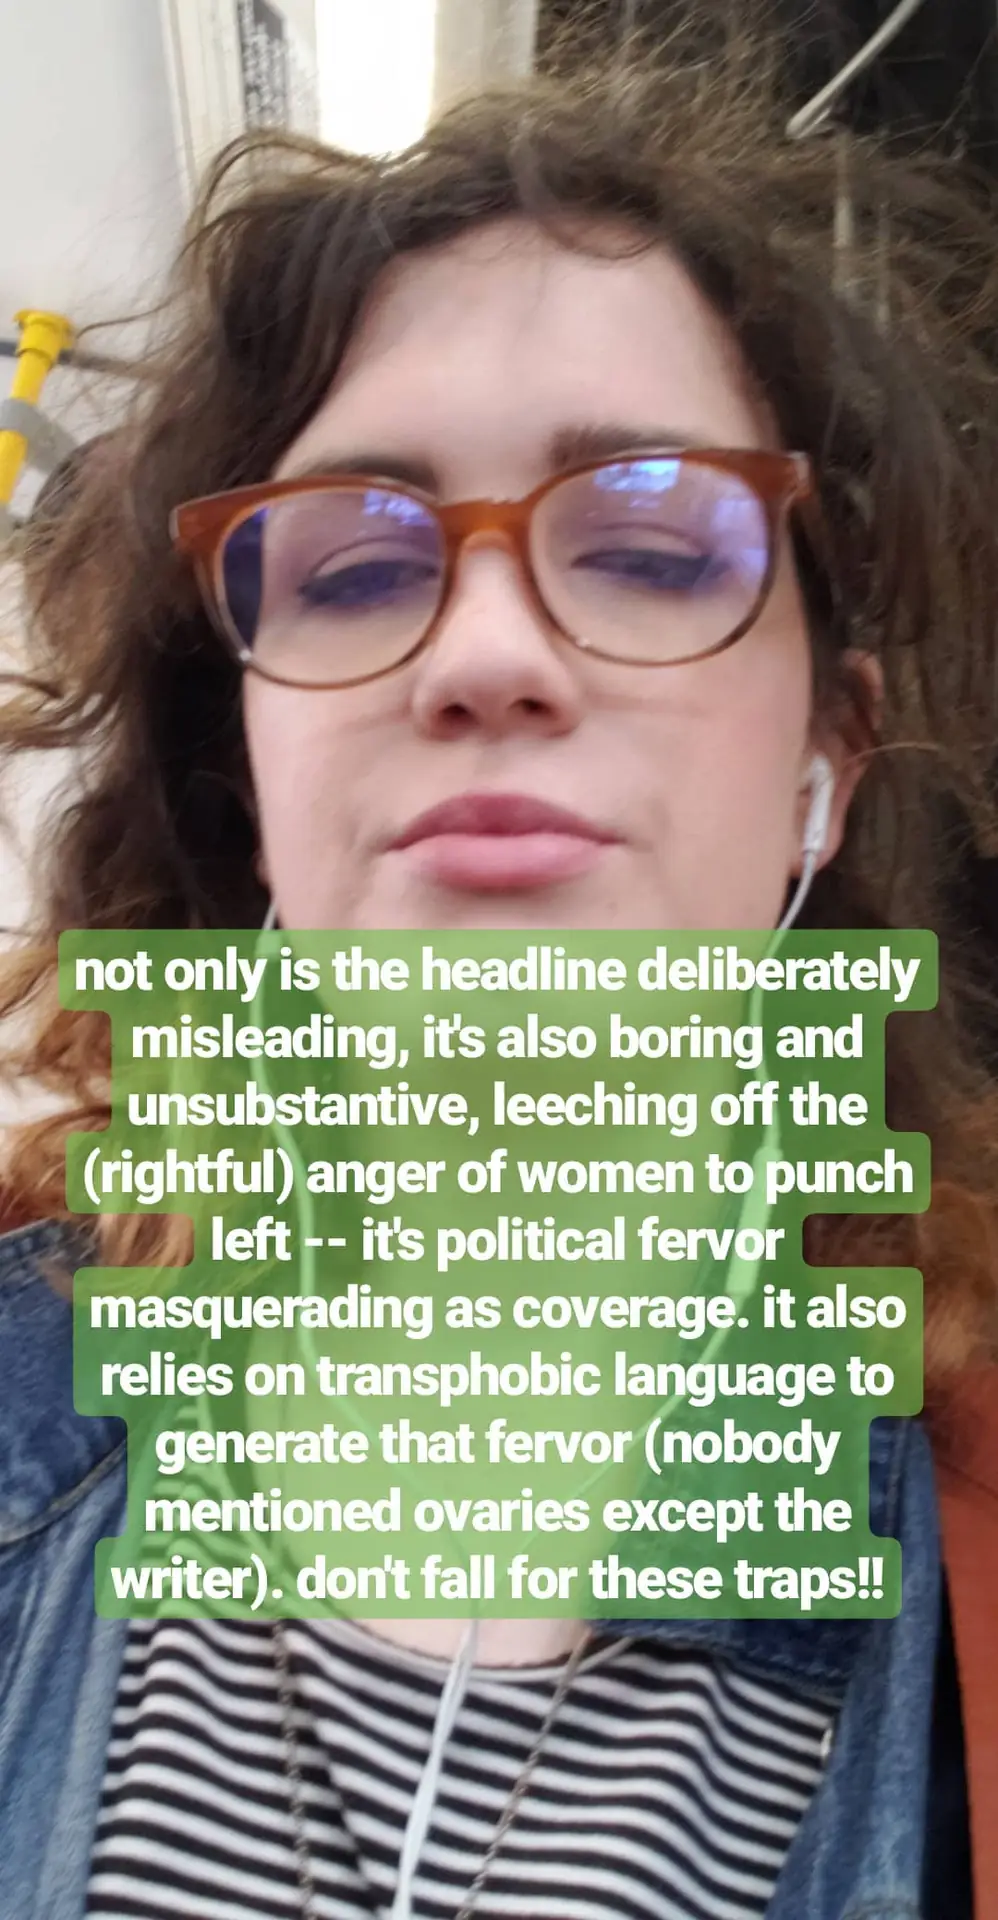 not only is the headline deliberately
misleading, it's also boring and
unsubstantive, leeching off the
(rightful) anger of women to punch
left -- it's political fervor
masquerading as coverage. it also
relies on transphobic language to
generate that fervor (nobody
mentioned ovaries except the
writer). don't fall for these traps!!